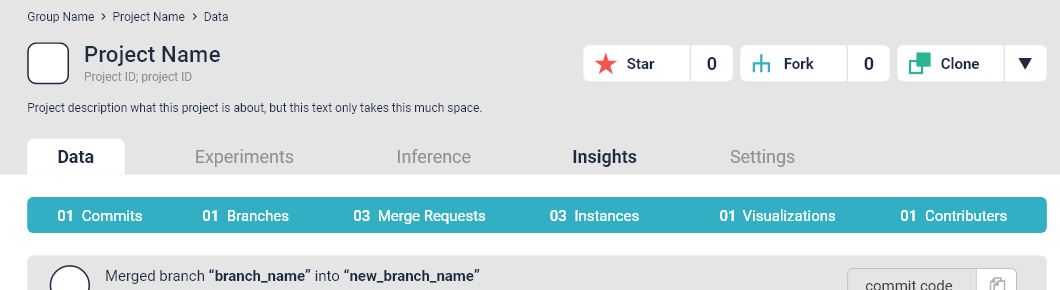 Group Name > Project Name > Data
Project Name
Project ID; project ID
Star 0 Fork 0 Clone
Project description what this project is about, but this text only takes this much space.
Data Experiments Inference Insights Settings
01 Commits 01 Branches 03 Merge Requests 03 Instances 01 Visualizations 01 Contributers
Merged branch “branch_name” into “new_branch_name”
commit code